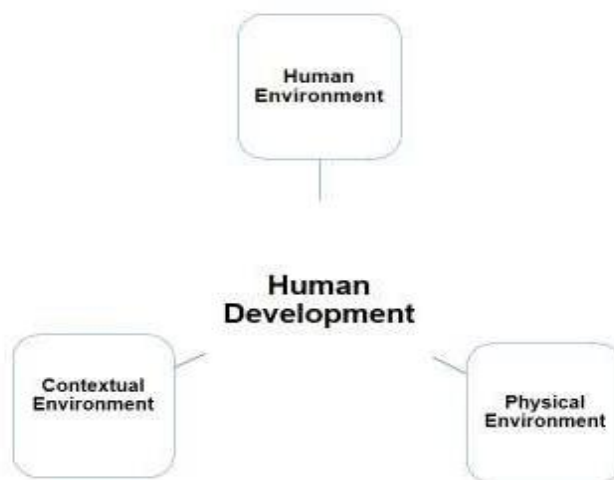 Human
Environment
Human
Development
Contextual
Environment
Physical
Environment